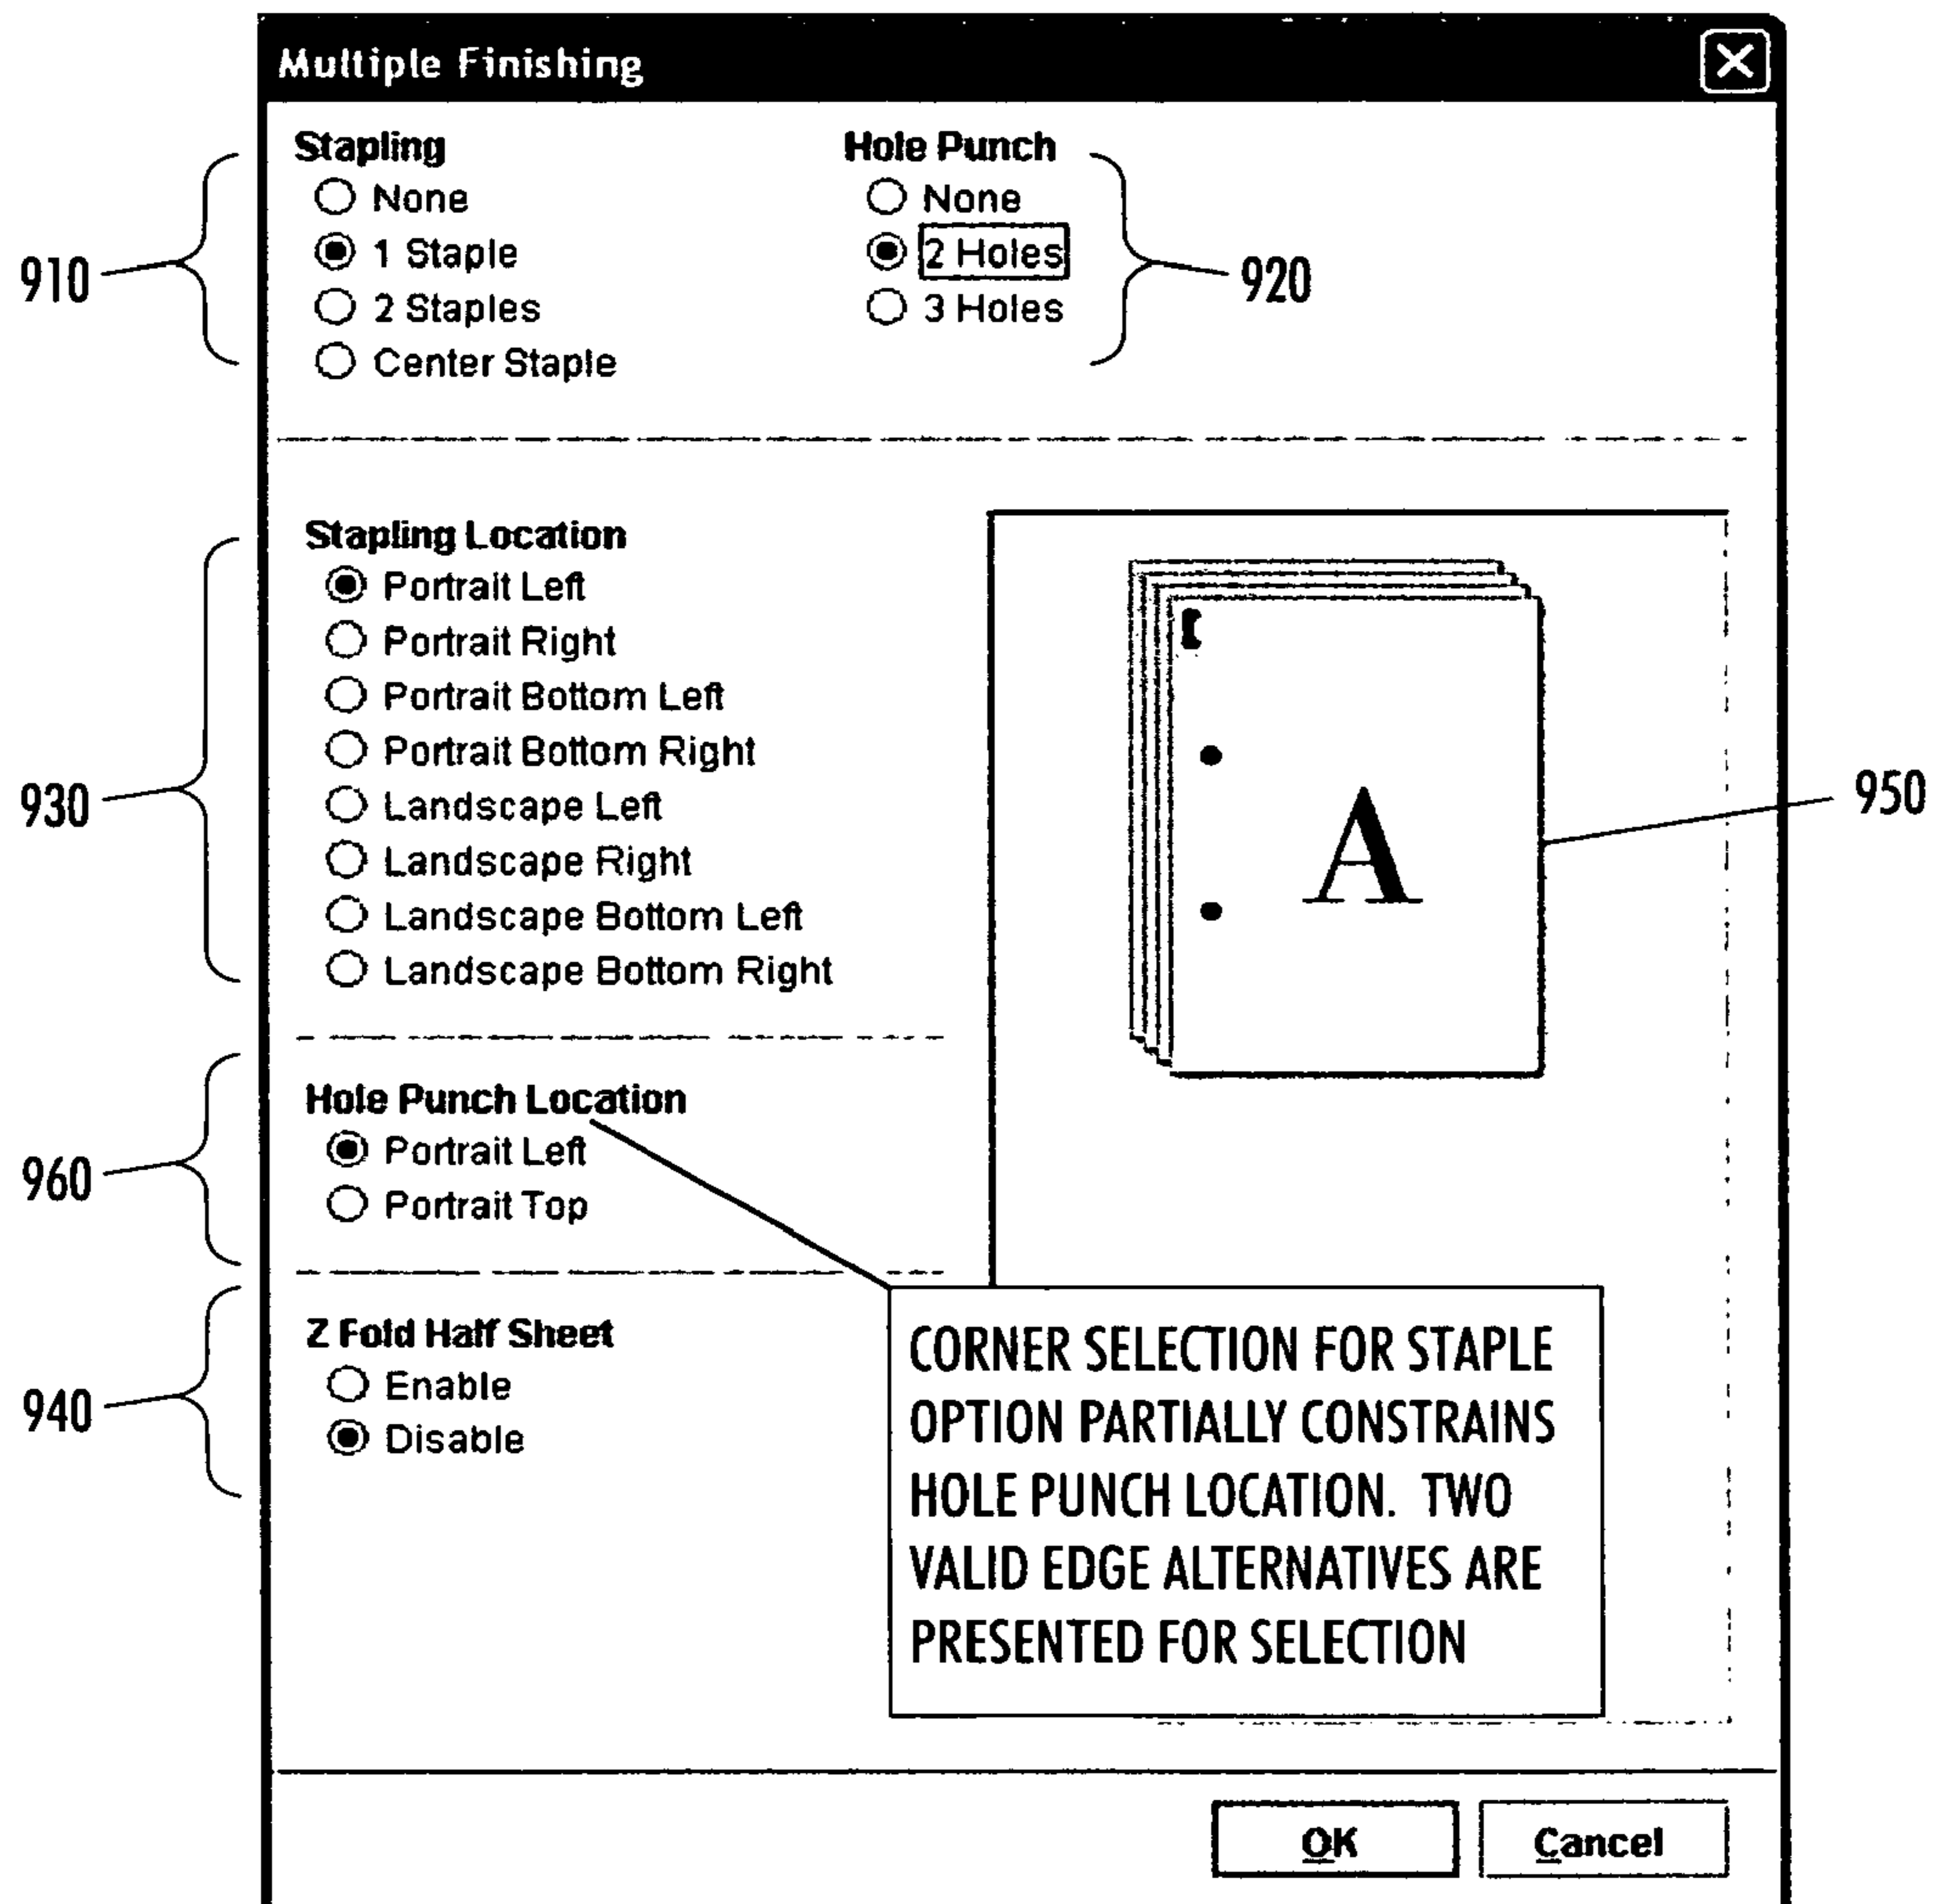 Multiple Finishing
Stapling
None
1 Staple
2 Staples
Center Staple
910
Hole Punch
None
2 Holes
3 Holes
920
Stapling Location
Portrait Left
Portrait Right
Portrait Bottom Left
Portrait Bottom Right
Landscape Left
Landscape Right
Landscape Bottom Left
Landscape Bottom Right
930
A
950
Hole Punch Location
Portrait Left
Portrait Top
960
Z Fold Half Sheet
Enable
Disable
940
CORNER SELECTION FOR STAPLE
OPTION PARTIALLY CONSTRAINS
HOLE PUNCH LOCATION. TWO
VALID EDGE ALTERNATIVES ARE
PRESENTED FOR SELECTION
OK
Cancel